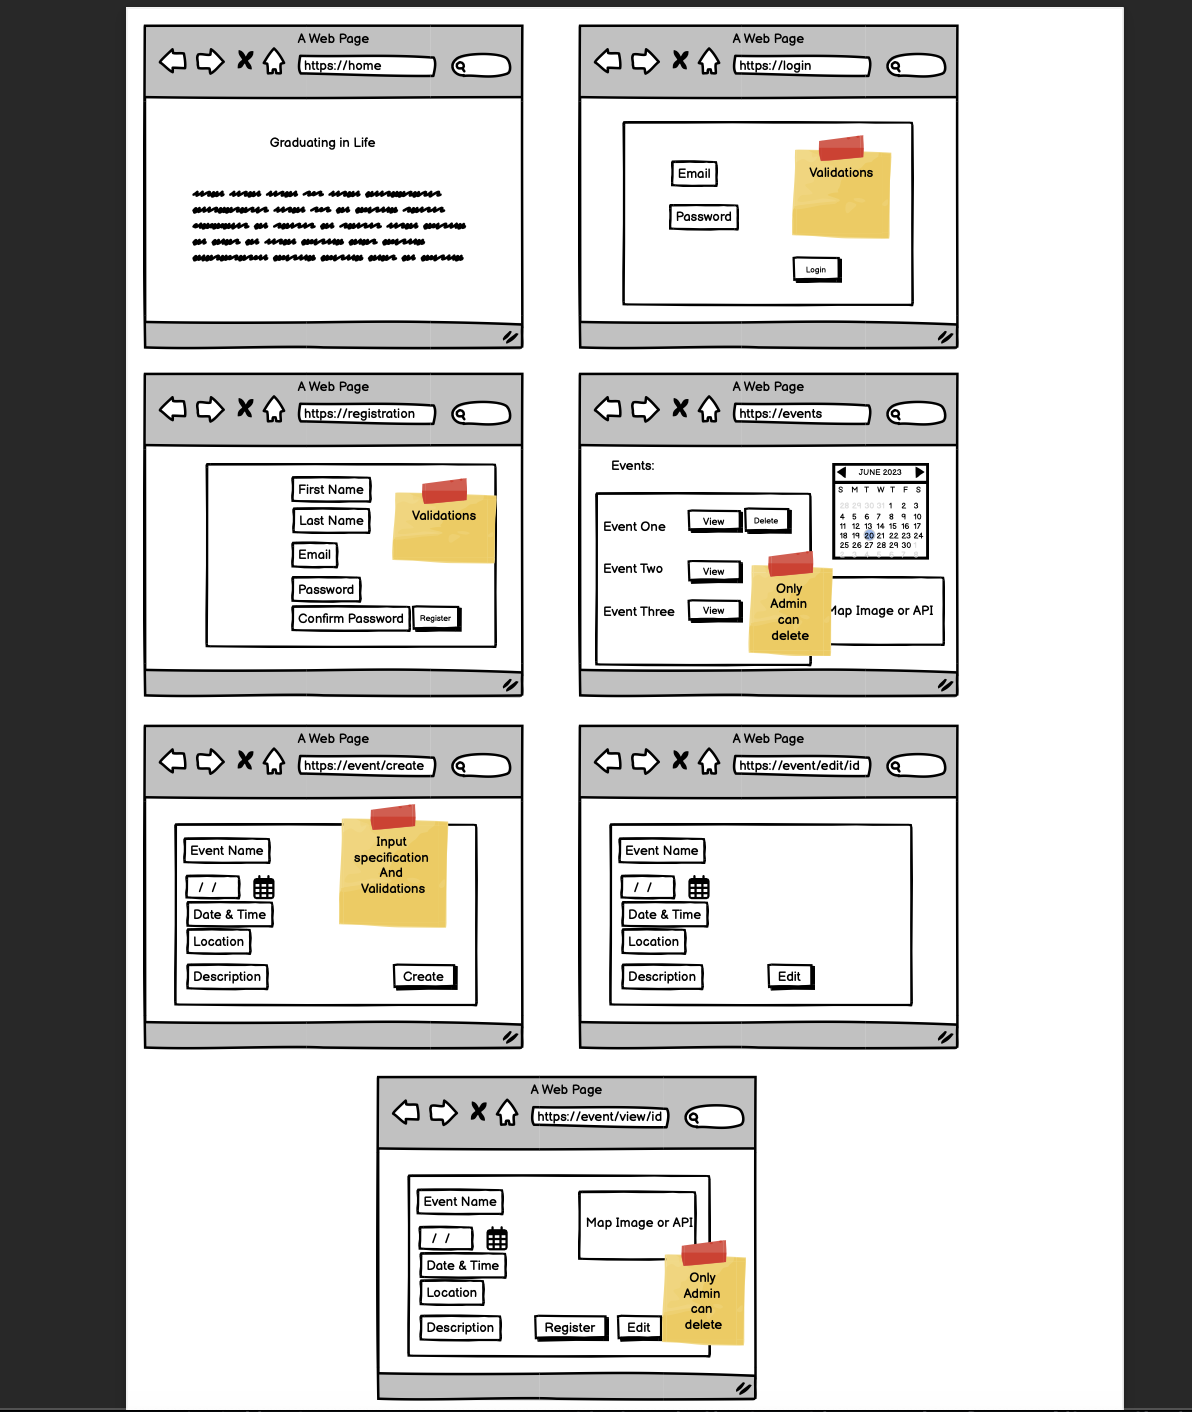 A Web Page
https://home
Graduating in Life
A Web Page
https://login
Email
Password
Validations
Login
A Web Page
https://registration
First Name
Last Name
Email
Password
Confirm Password
Register
Validations
A Web Page
https://events
Events:
Event One
View
Delete
Event Two
View
Event Three
View
Only
Admin
can
delete
JUNE 2023
S M T W T F S
28 29 30 31 1 2 3
4 5 6 7 8 9 10
11 12 13 14 15 16 17
18 19 20 21 22 23 24
25 26 27 28 29 30
Map Image or API
A Web Page
https://event/create
Event Name
/ /
Date & Time
Location
Description
Input
specification
And
Validations
Create
A Web Page
https://event/edit/id
Event Name
/ /
Date & Time
Location
Description
Edit
A Web Page
https://event/view/id
Event Name
/ /
Date & Time
Location
Description
Map Image or API
Register
Edit
Only
Admin
can
delete